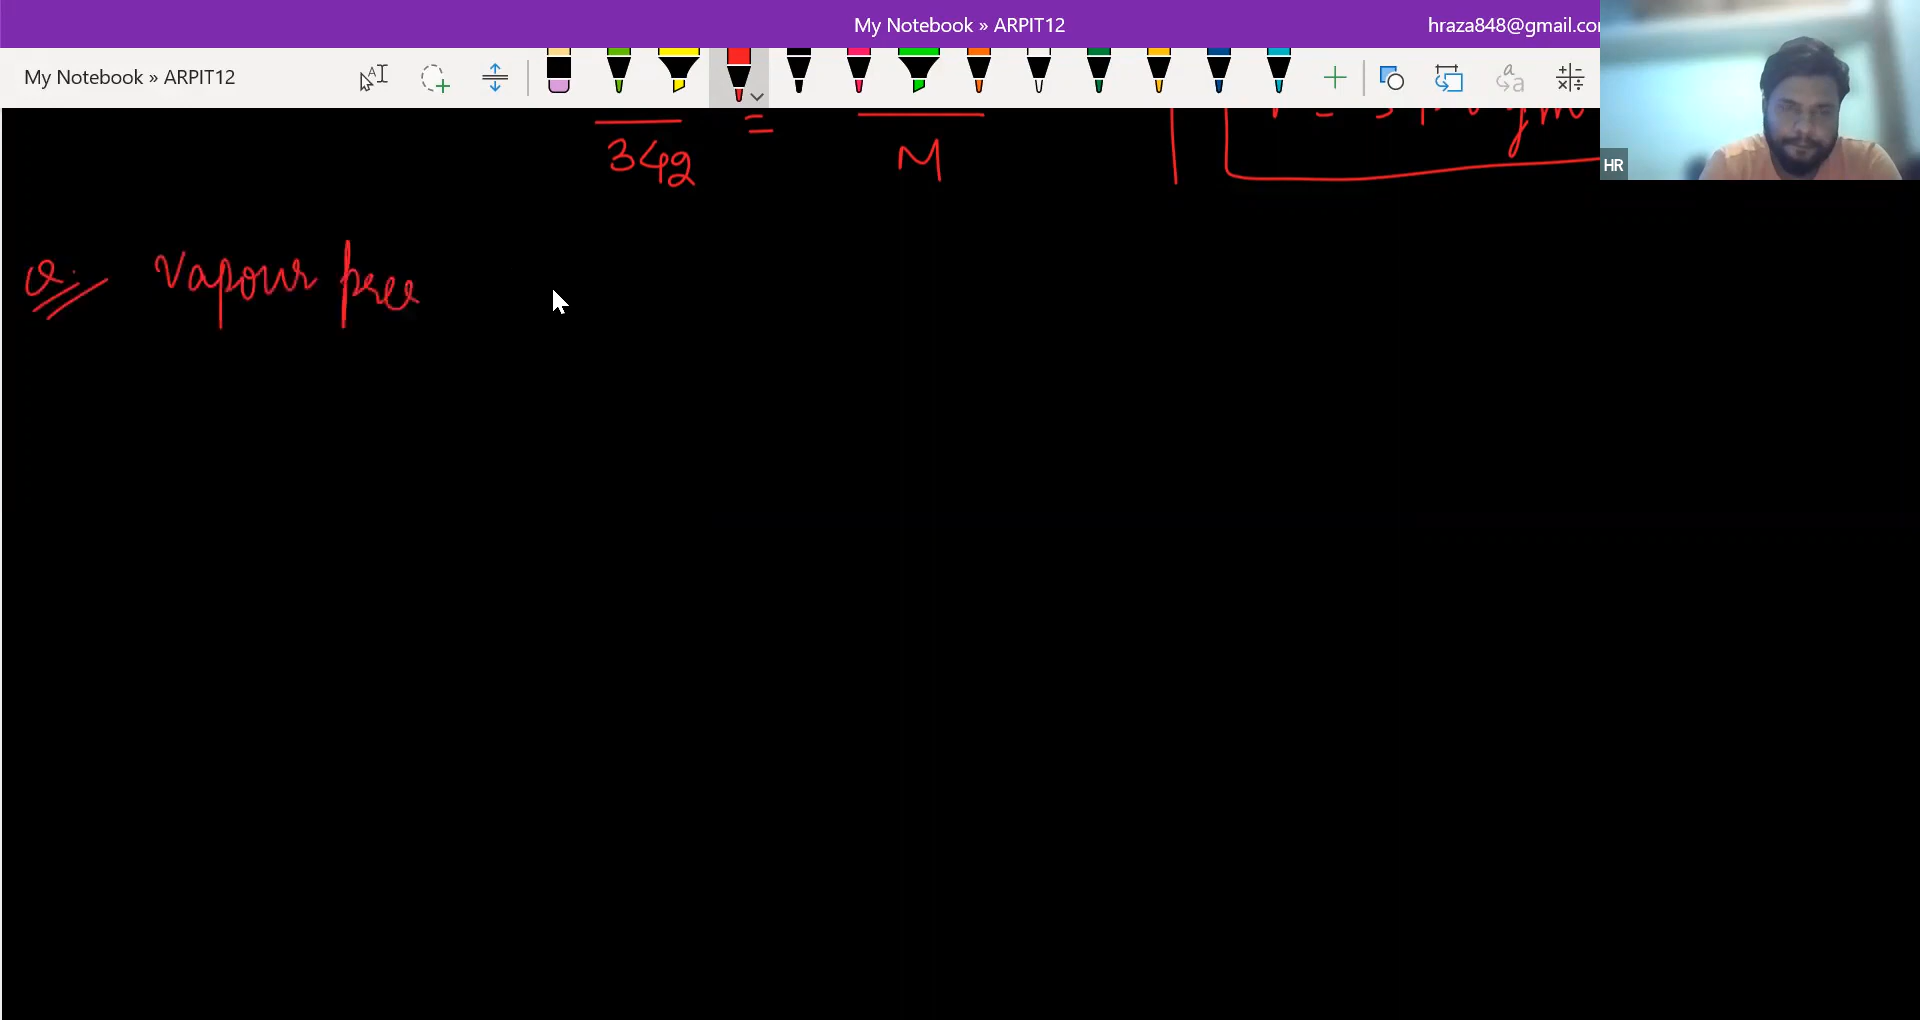 My Notebook » ARPIT12
hraza848@gmail.co
My Notebook » ARPIT12
HR
342
=
M
Q. Vapour pree